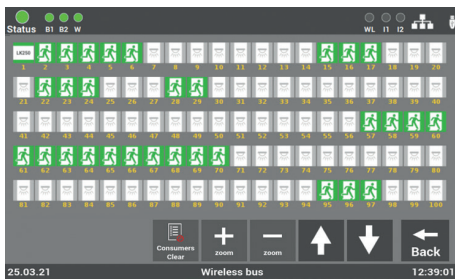 Status B1 B2 W WL I1 I2
LK250
1 2 3 4 5 6 7 8 9 10 11 12 13 14 15 16 17 18 19 20
21 22 23 24 25 26 27 28 29 30 31 32 33 34 35 36 37 38 39 40
41 42 43 44 45 46 47 48 49 50 51 52 53 54 55 56 57 58 59 60
61 62 63 64 65 66 67 68 69 70 71 72 73 74 75 76 77 78 79 80
81 82 83 84 85 86 87 88 89 90 91 92 93 94 95 96 97 98 99 100
Consumers
Clear
zoom
zoom
Back
25.03.21 Wireless bus 12:39:01